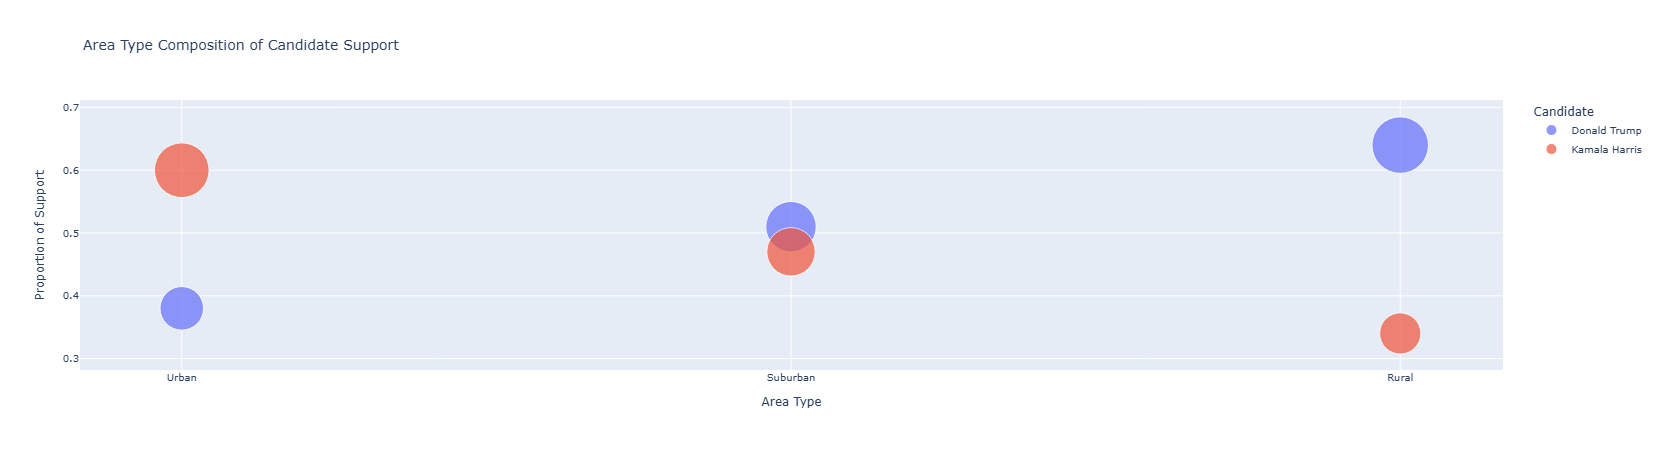 Area Type Composition of Candidate Support
Proportion of Support
0.7
0.6
0.5
0.4
0.3
Urban
Suburban
Rural
Area Type
Candidate
Donald Trump
Kamala Harris